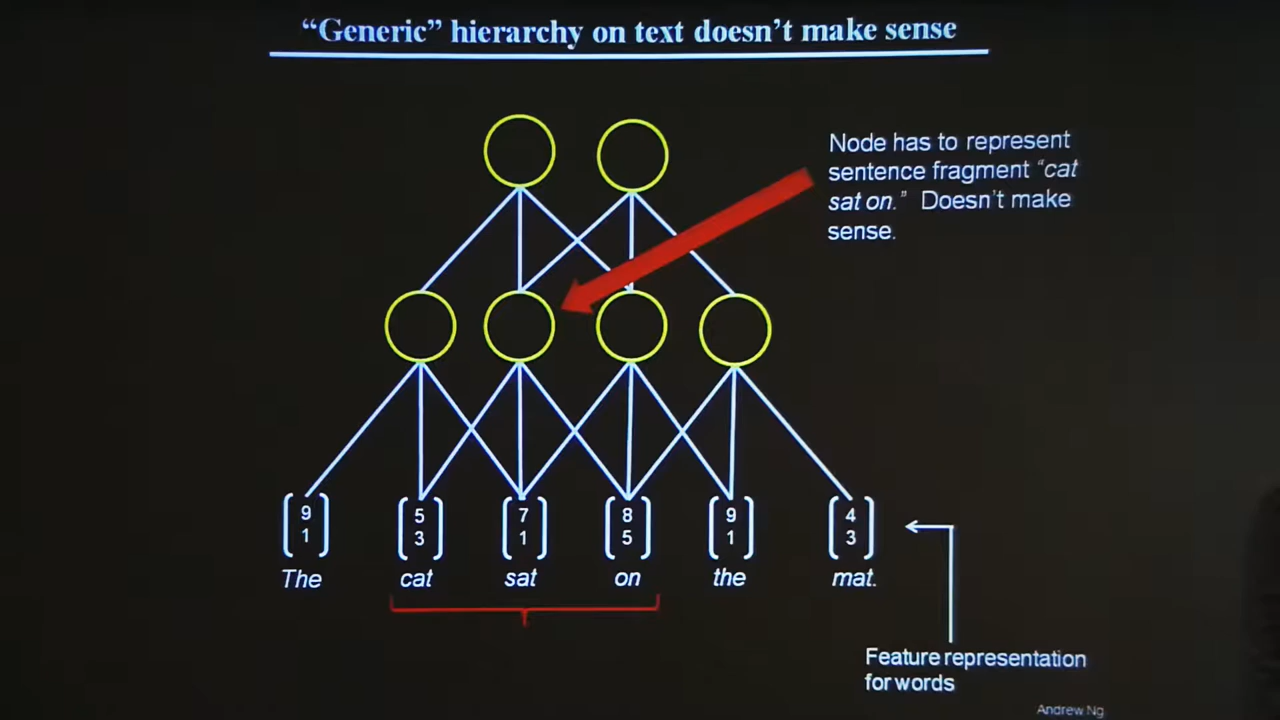 “Generic” hierarchy on text doesn’t make sense
Node has to represent
sentence fragment “cat
sat on.” Doesn’t make
sense.
9 5 7 8 9 4
1 3 1 5 1 3
The cat sat on the mat.
Feature representation
for words
Andrew Ng